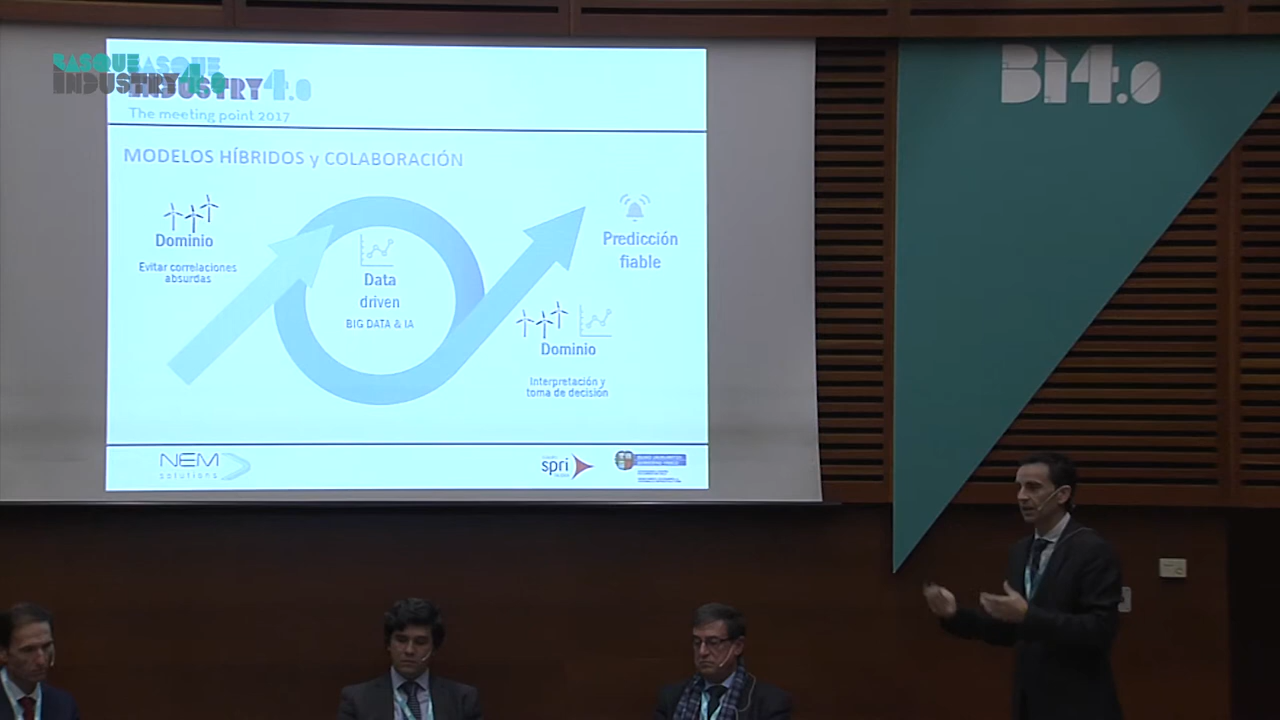 BASQUE
INDUSTRY 4.0
BASQUE
INDUSTRY 4.0
The meeting point 2017
BI4.0
MODELOS HÍBRIDOS y COLABORACIÓN
Dominio
Evitar correlaciones
absurdas
Data
driven
BIG DATA & IA
Predicción
fiable
Dominio
Interpretación y
toma de decisión
NEM
solutions
spri